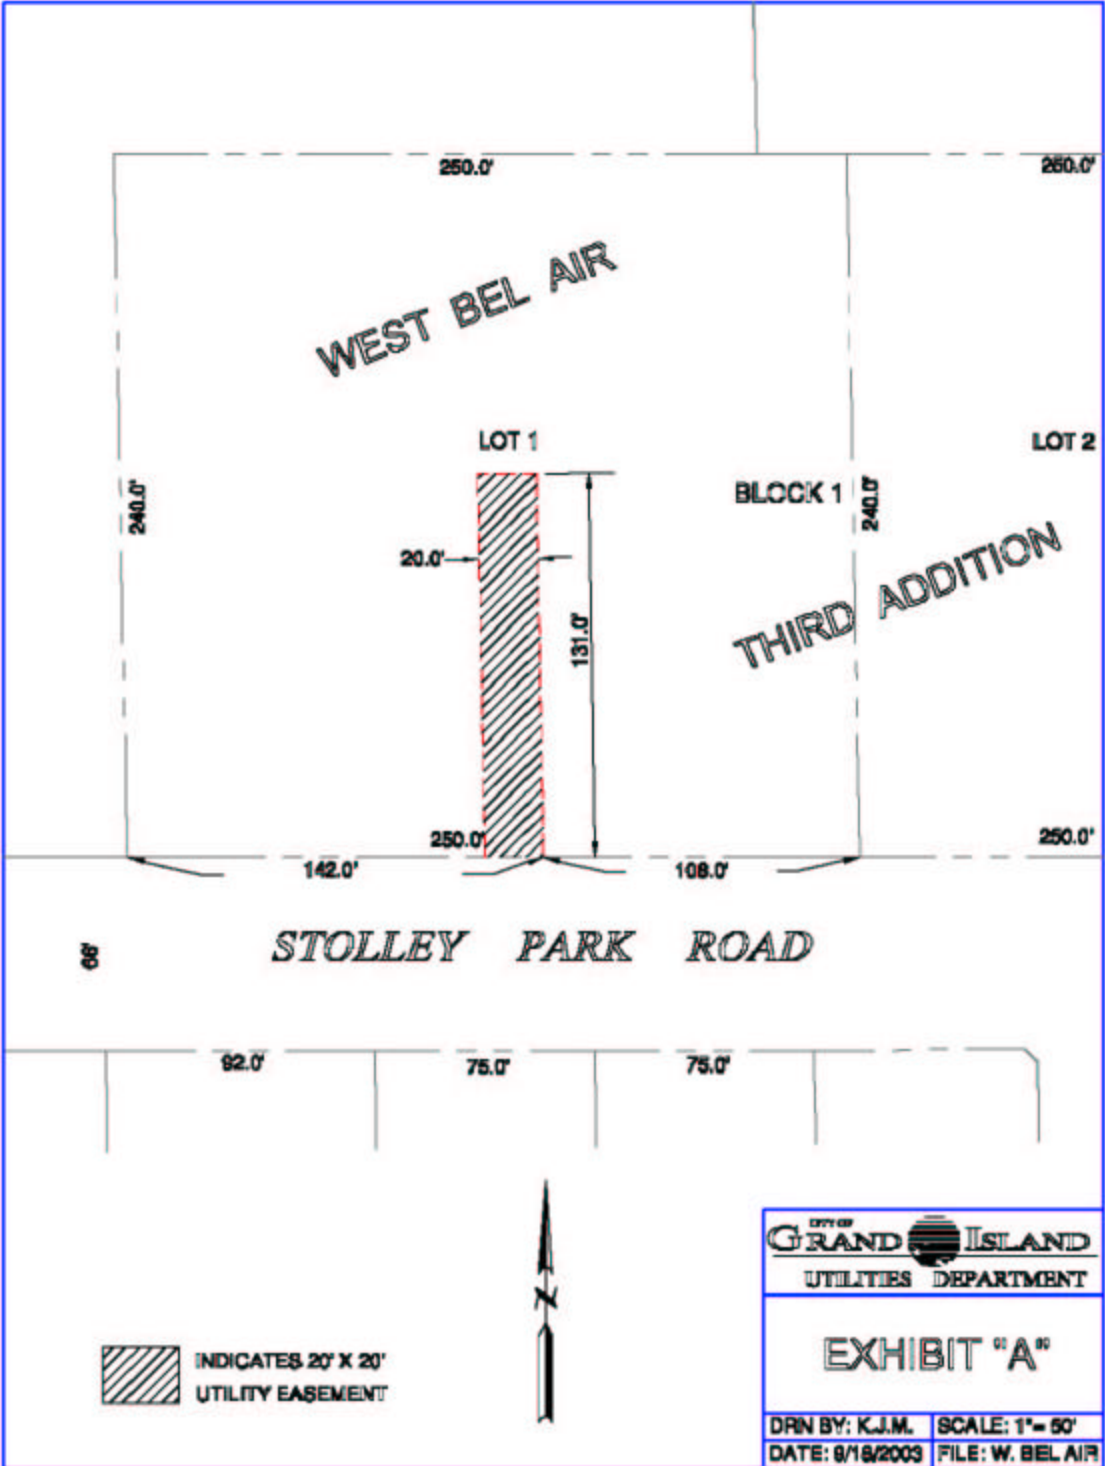 250.0'
250.0'
WEST BEL AIR
LOT 1
LOT 2
BLOCK 1
240.0'
240.0'
20.0'
THIRD ADDITION
131.0'
250.0'
250.0'
142.0'
108.0'
STOLLEY PARK ROAD
66'
92.0'
75.0'
75.0'
N
CITY OF
GRAND ISLAND
UTILITIES DEPARTMENT
EXHIBIT "A"
INDICATES 20' X 20'
UTILITY EASEMENT
DRN BY: K.J.M.
SCALE: 1"= 50'
DATE: 9/18/2003
FILE: W. BEL AIR